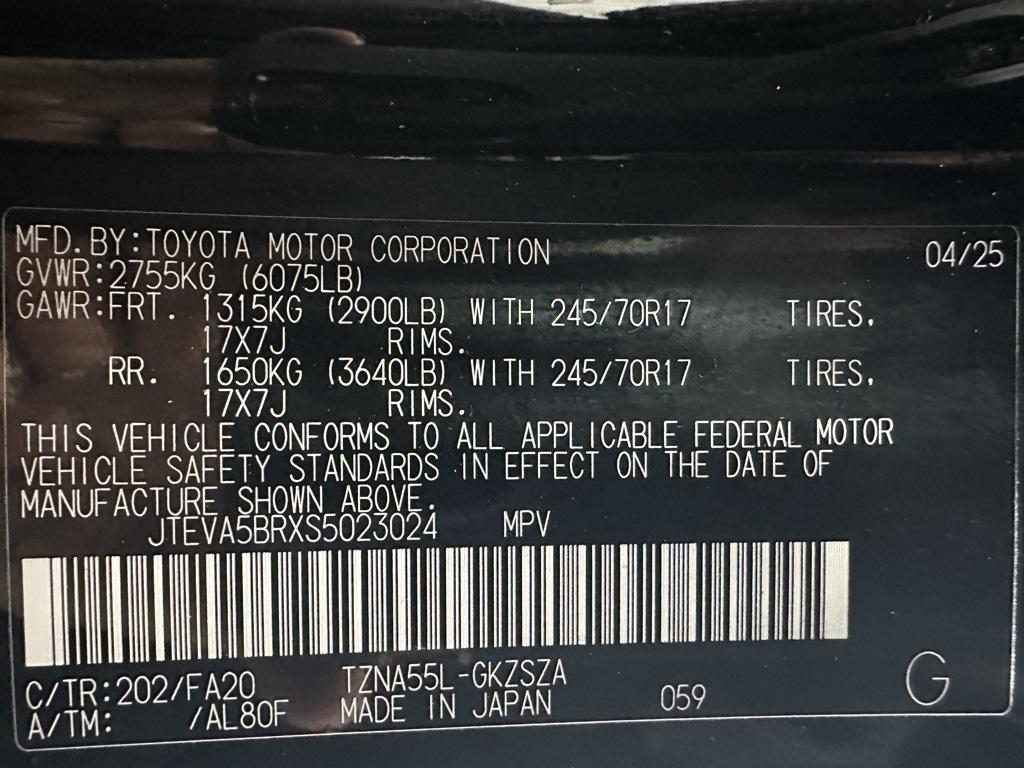 MFD. BY:TOYOTA MOTOR CORPORATION 04/25
GVWR:2755KG (6075LB)
GAWR:FRT. 1315KG (2900LB) WITH 245/70R17 TIRES.
17X7J RIMS.
RR. 1650KG (3640LB) WITH 245/70R17 TIRES.
17X7J RIMS.
THIS VEHICLE CONFORMS TO ALL APPLICABLE FEDERAL MOTOR
VEHICLE SAFETY STANDARDS IN EFFECT ON THE DATE OF
MANUFACTURE SHOWN ABOVE.
JTEVA5BRXS5023024 MPV
C/TR:202/FA20 TZNA55L-GKZSZA
A/TM: /AL80F MADE IN JAPAN 059 G